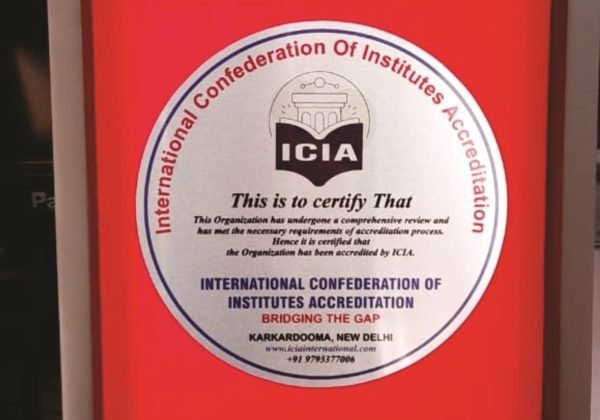 International Confederation Of Institutes Accreditation
ICIA
This is to certify That
This Organization has undergone a comprehensive review and
has met the necessary requirements of accreditation process.
Hence it is certified that
the Organization has been accredited by ICIA.
INTERNATIONAL CONFEDERATION OF
INSTITUTES ACCREDITATION
BRIDGING THE GAP
KARKARDOOMA, NEW DELHI
www.iciainternational.com
+91 9793377006
Pa